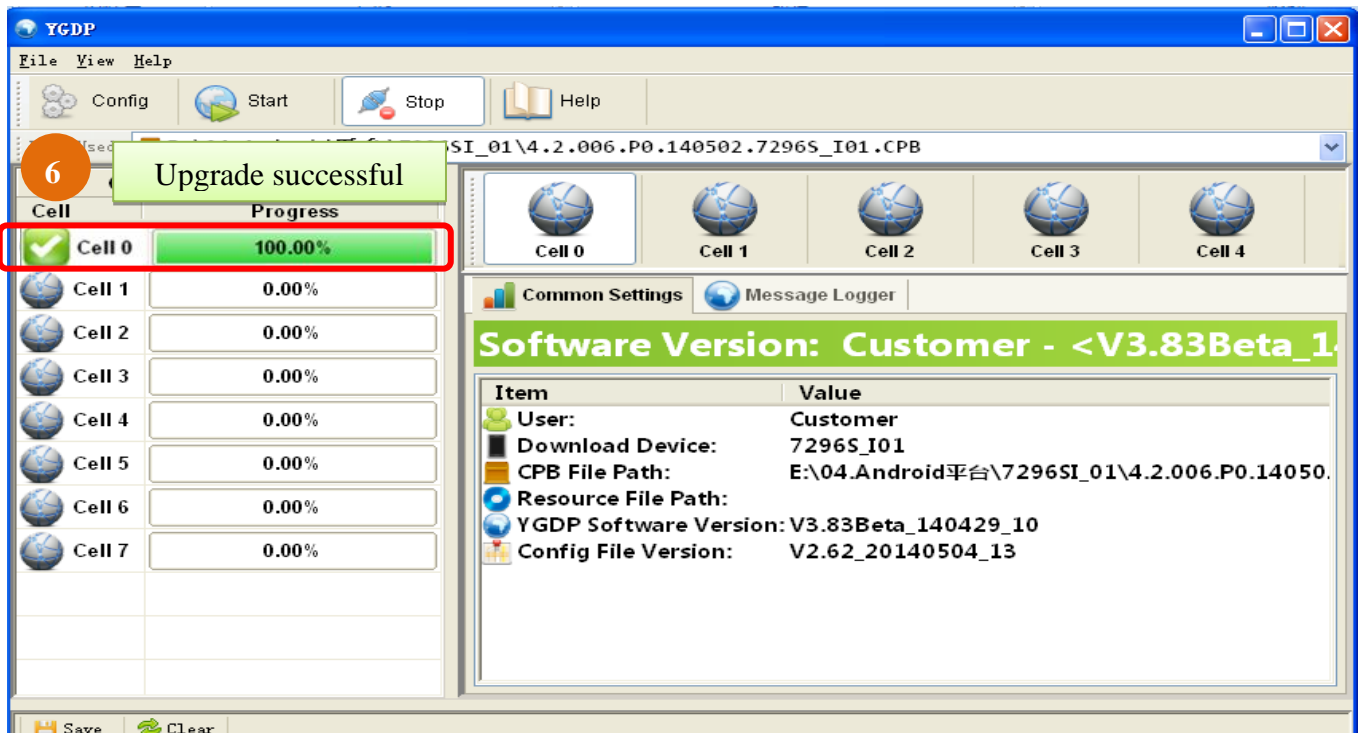 YGDP
File View Help
Config Start Stop Help
SI_01\4.2.006.P0.140502.7296S_I01.CPB
6
Upgrade successful
Cell Progress
Cell 0 100.00%
Cell 1 0.00%
Cell 2 0.00%
Cell 3 0.00%
Cell 4 0.00%
Cell 5 0.00%
Cell 6 0.00%
Cell 7 0.00%
Cell 0 Cell 1 Cell 2 Cell 3 Cell 4
Common Settings Message Logger
Software Version: Customer - <V3.83Beta_1
Item Value
User: Customer
Download Device: 7296S_I01
CPB File Path: E:\04.Android平台\7296SI_01\4.2.006.P0.14050.
Resource File Path:
YGDP Software Version: V3.83Beta_140429_10
Config File Version: V2.62_20140504_13
Save Clear